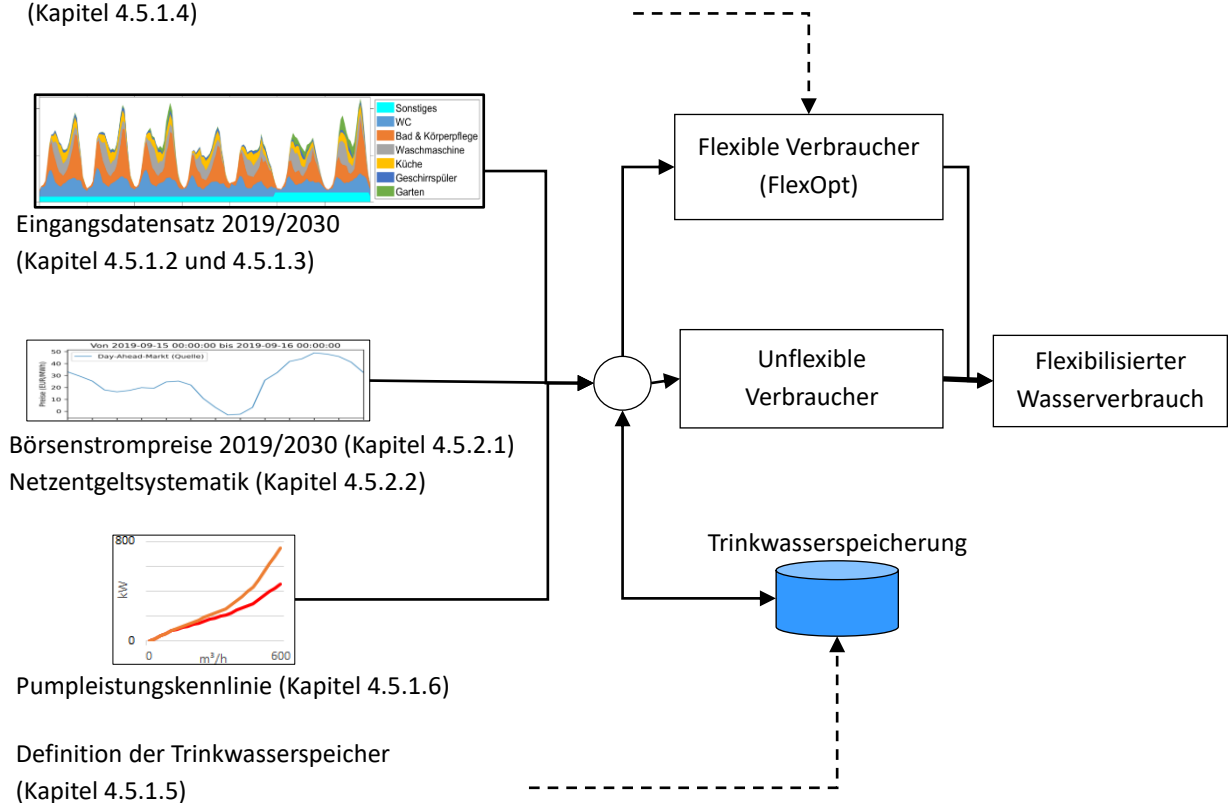 (Kapitel 4.5.1.4)
Sonstiges
WC
Bad & Körperpflege
Waschmaschine
Küche
Geschirrspüler
Garten
Eingangsdatensatz 2019/2030
(Kapitel 4.5.1.2 und 4.5.1.3)
Flexible Verbraucher
(FlexOpt)
Von 2019-09-15 00:00:00 bis 2019-09-16 00:00:00
Day-Ahead-Markt (Quelle)
Preise (EUR/MWh)
50
40
30
20
10
0
Börsenstrompreise 2019/2030 (Kapitel 4.5.2.1)
Netzentgeltsystematik (Kapitel 4.5.2.2)
Unflexible
Verbraucher
Flexibilisierter
Wasserverbrauch
800
kW
0
0
m³/h
600
Pumpleistungskennlinie (Kapitel 4.5.1.6)
Trinkwasserspeicherung
Definition der Trinkwasserspeicher
(Kapitel 4.5.1.5)